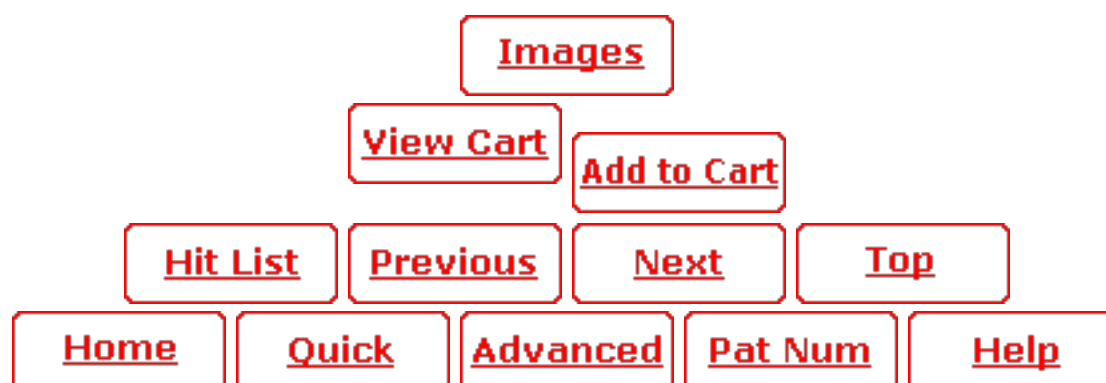 Images
View Cart
Add to Cart
Hit List Previous Next Top
Home Quick Advanced Pat Num Help